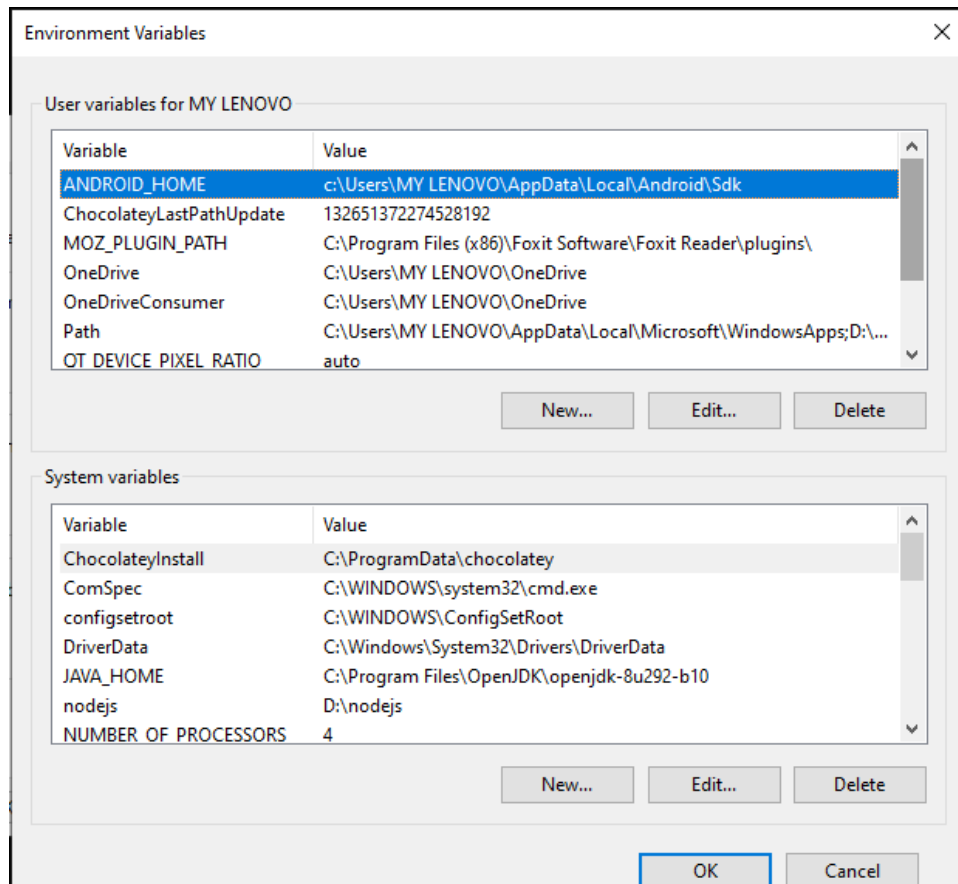 Environment Variables
User variables for MY LENOVO
Variable Value
ANDROID_HOME c:\Users\MY LENOVO\AppData\Local\Android\Sdk
ChocolateyLastPathUpdate 132651372274528192
MOZ_PLUGIN_PATH C:\Program Files (x86)\Foxit Software\Foxit Reader\plugins\
OneDrive C:\Users\MY LENOVO\OneDrive
OneDriveConsumer C:\Users\MY LENOVO\OneDrive
Path C:\Users\MY LENOVO\AppData\Local\Microsoft\WindowsApps;D:\...
QT_DEVICE_PIXEL_RATIO auto
New... Edit... Delete
System variables
Variable Value
ChocolateyInstall C:\ProgramData\chocolatey
ComSpec C:\WINDOWS\system32\cmd.exe
configsetroot C:\WINDOWS\ConfigSetRoot
DriverData C:\Windows\System32\Drivers\DriverData
JAVA_HOME C:\Program Files\OpenJDK\openjdk-8u292-b10
nodejs D:\nodejs
NUMBER_OF_PROCESSORS 4
New... Edit... Delete
OK Cancel